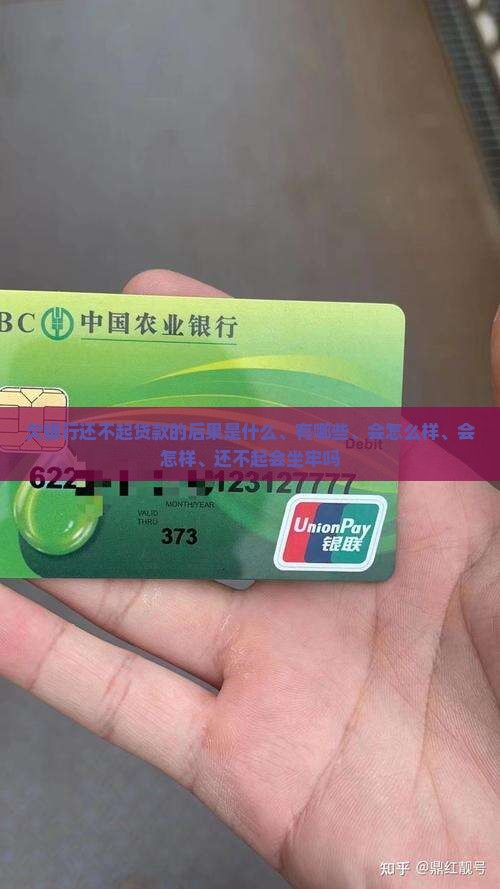 BC 中国农业银行
欠银行还不起贷款的后果是什么、有哪些、会怎么样、会
怎样、还不起会坐牢吗
Debit
622
123127777
MONTH/YEAR
VALID
THRU
373
UnionPay
银联
知乎 @鼎红靓号